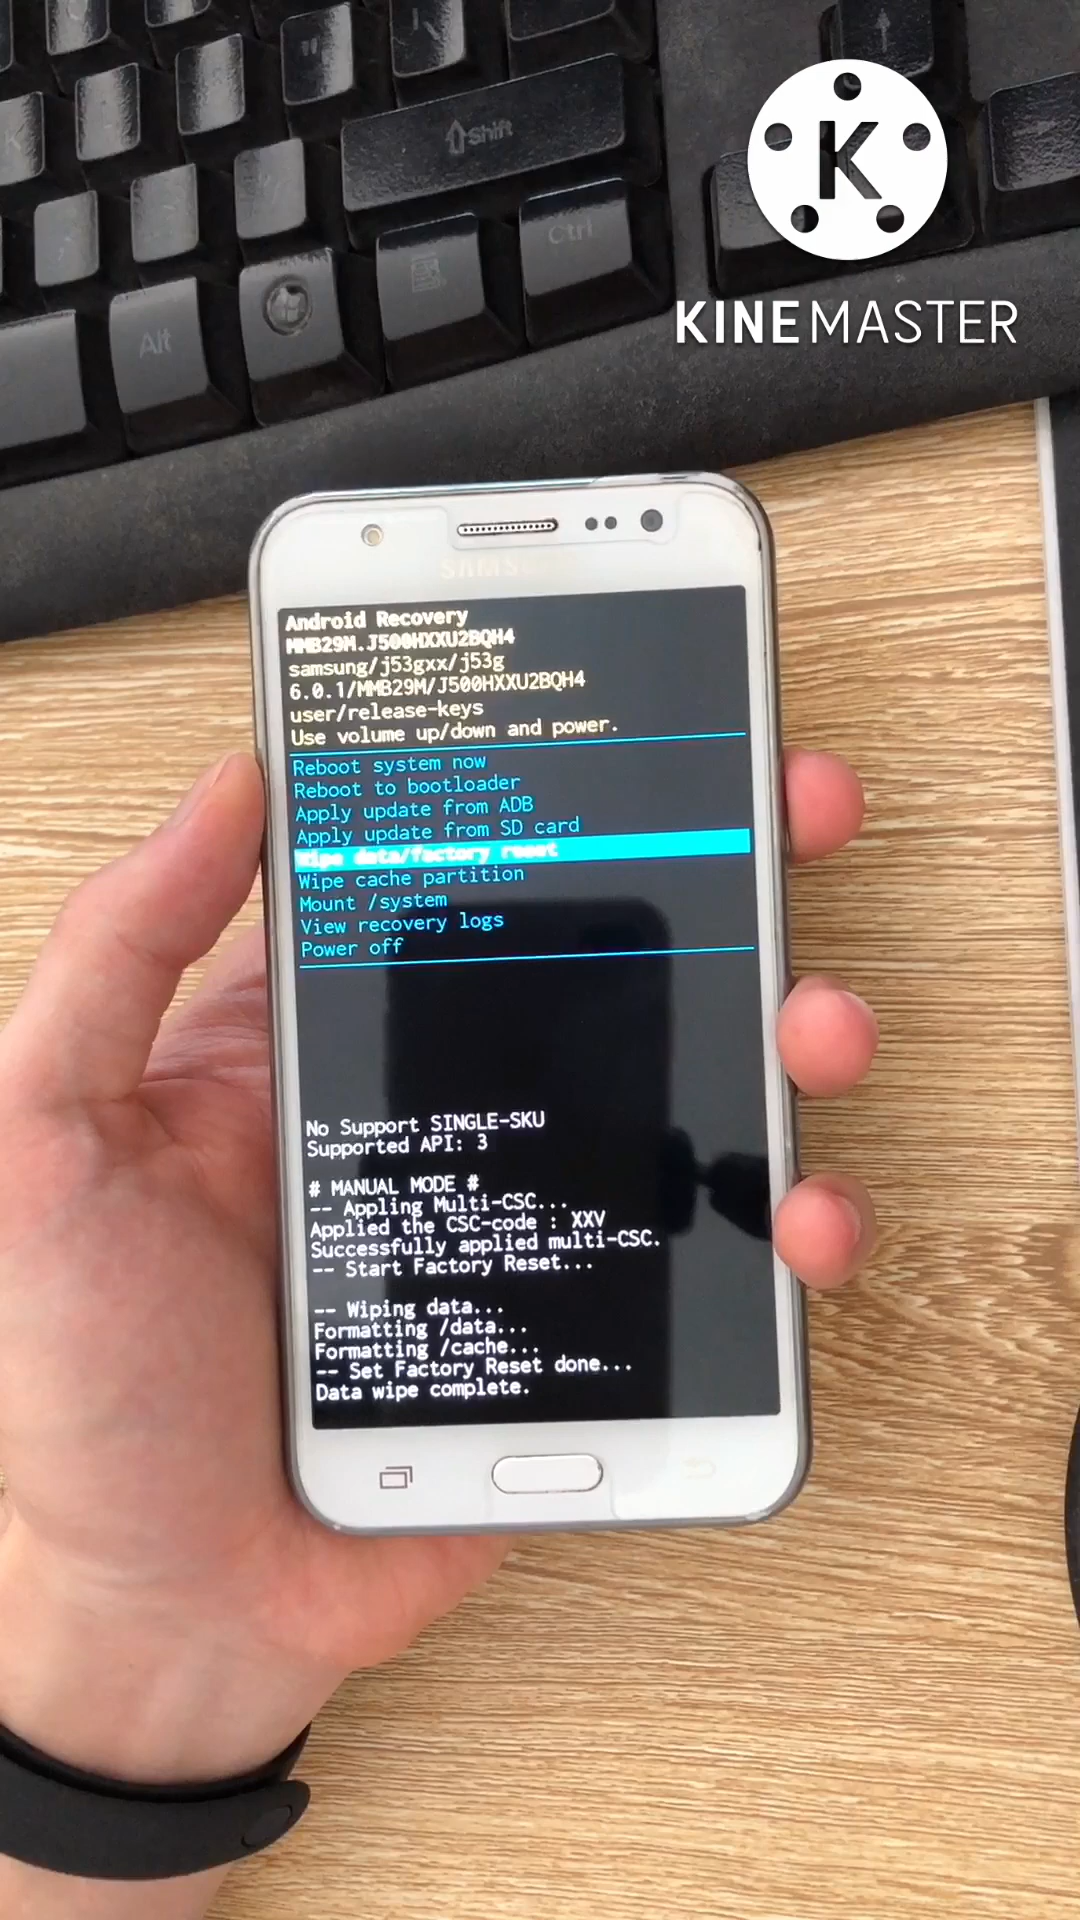 Shift
Ctrl
Alt
K
KINEMASTER
SAMSUNG
Android Recovery
MMB29M.J500HXXU2BQH4
samsung/j53gxx/j53g
6.0.1/MMB29M/J500HXXU2BQH4
user/release-keys
Use volume up/down and power.
Reboot system now
Reboot to bootloader
Apply update from ADB
Apply update from SD card
Wipe data/factory reset
Wipe cache partition
Mount /system
View recovery logs
Power off
No Support SINGLE-SKU
Supported API: 3
# MANUAL MODE #
-- Appling Multi-CSC...
Applied the CSC-code : XXV
Successfully applied multi-CSC.
-- Start Factory Reset...
-- Wiping data...
Formatting /data...
Formatting /cache...
-- Set Factory Reset done...
Data wipe complete.